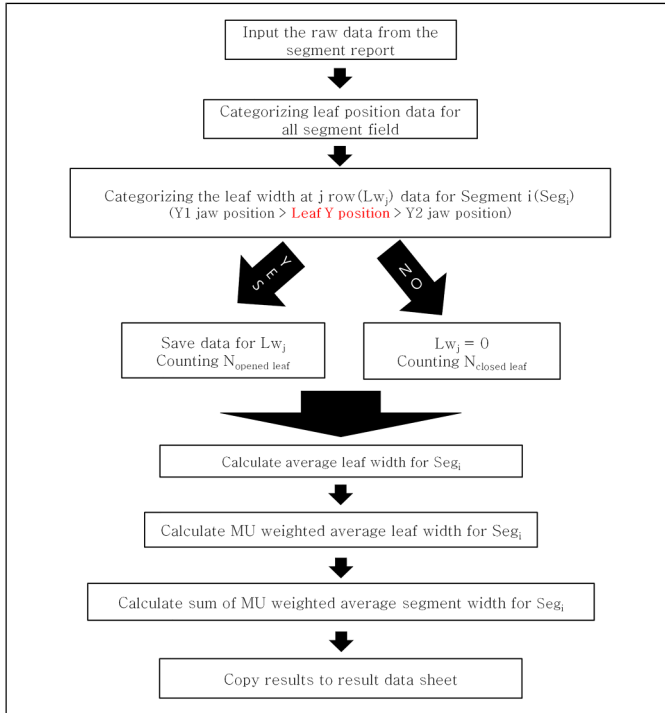 Input the raw data from the
segment report
Categorizing leaf position data for
all segment field
Categorizing the leaf width at j row(Lwj) data for Segment i(Segi)
(Y1 jaw position > Leaf Y position > Y2 jaw position)
YES
NO
Save data for Lwj
Counting Nopened leaf
Lwj = 0
Counting Nclosed leaf
Calculate average leaf width for Segi
Calculate MU weighted average leaf width for Segi
Calculate sum of MU weighted average segment width for Segi
Copy results to result data sheet